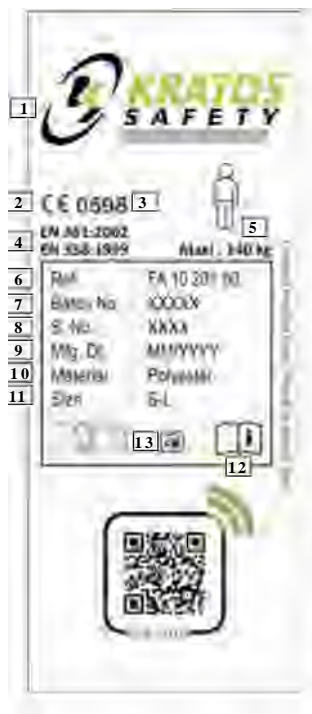 1 KRATOS
SAFETY
2 CE 0598 3
4 EN 361:2002
EN 358:1999
5
Maxi : 140 kg
6 Ref. FA 10 201 00
7 Batch No. XXXXX
8 S. No. XXXX
9 Mfg. Dt. MM/YYYY
10 Material Polyester
11 Size S-L
13
12